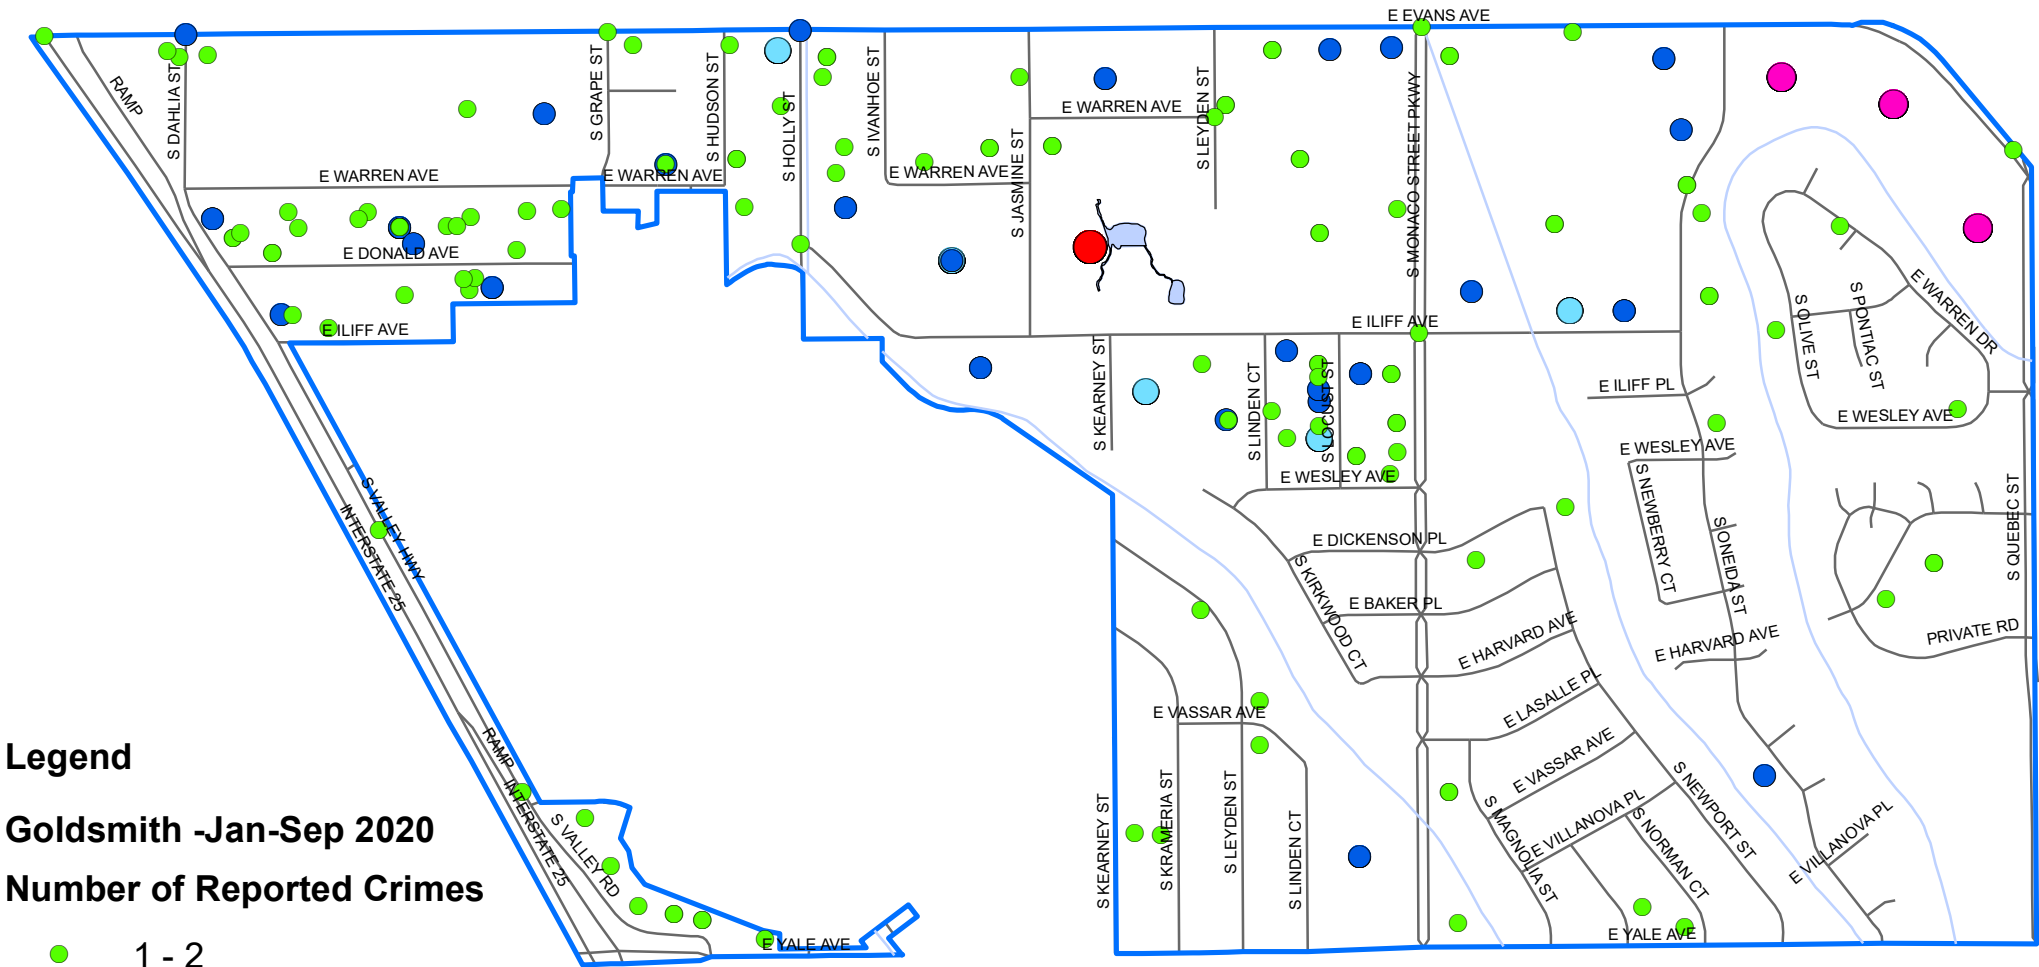 E EVANS AVE
RAMP
S DAHLIA ST
S GRAPE ST
S HUDSON ST
S HOLLY ST
S IVANHOE ST
S JASMINE ST
E WARREN AVE
S LEYDEN ST
S MONACO STREET PKWY
E WARREN AVE
E WARREN AVE
E WARREN AVE
E DONALD AVE
E ILIFF AVE
E ILIFF AVE
S OLIVE ST
S PONTIAC ST
E WARREN DR
S KEARNEY ST
S LINDEN CT
S LOCUST ST
E ILIFF PL
E WESLEY AVE
E WESLEY AVE
E WESLEY AVE
S NEWBERRY CT
S ONEIDA ST
S QUEBEC ST
S VALLEY HWY
INTERSTATE 25
E DICKENSON PL
S KIRKWOOD CT
E BAKER PL
E HARVARD AVE
E HARVARD AVE
PRIVATE RD
E LASALLE PL
E VASSAR AVE
E VASSAR AVE
RAMP
INTERSTATE 25
S VALLEY RD
S KEARNEY ST
S KRAMERIA ST
S LEYDEN ST
S LINDEN CT
S MAGNOLIA ST
E VILLANOVA PL
S NORMAN CT
S NEWPORT ST
E VILLANOVA PL
E YALE AVE
E YALE AVE
Legend
Goldsmith -Jan-Sep 2020
Number of Reported Crimes
1 - 2